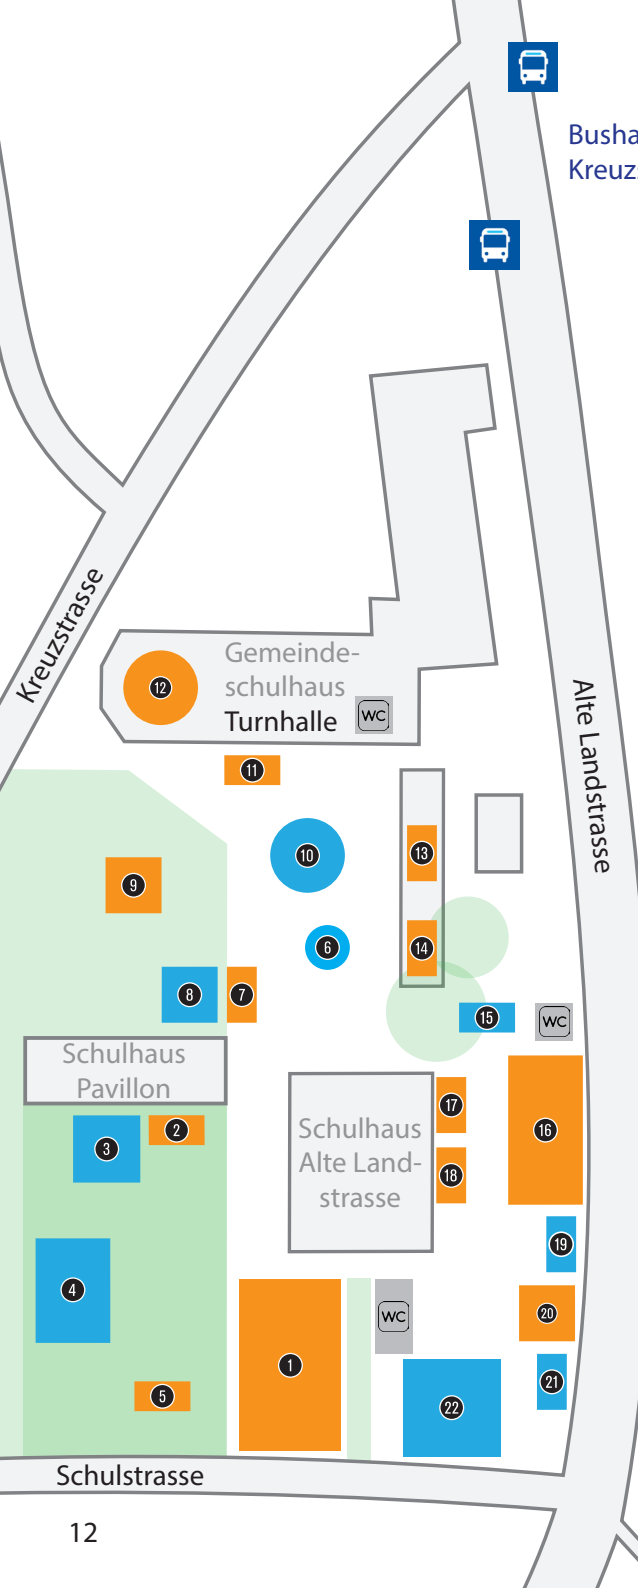 Busha
Kreuz
Kreuzstrasse
Gemeinde-
schulhaus
Turnhalle
WC
12
11
Alte Landstrasse
10
13
9
6
14
8
7
15
WC
Schulhaus
Pavillon
17
16
2
3
Schulhaus
Alte Land-
strasse
18
19
4
WC
20
1
5
21
22
Schulstrasse
12